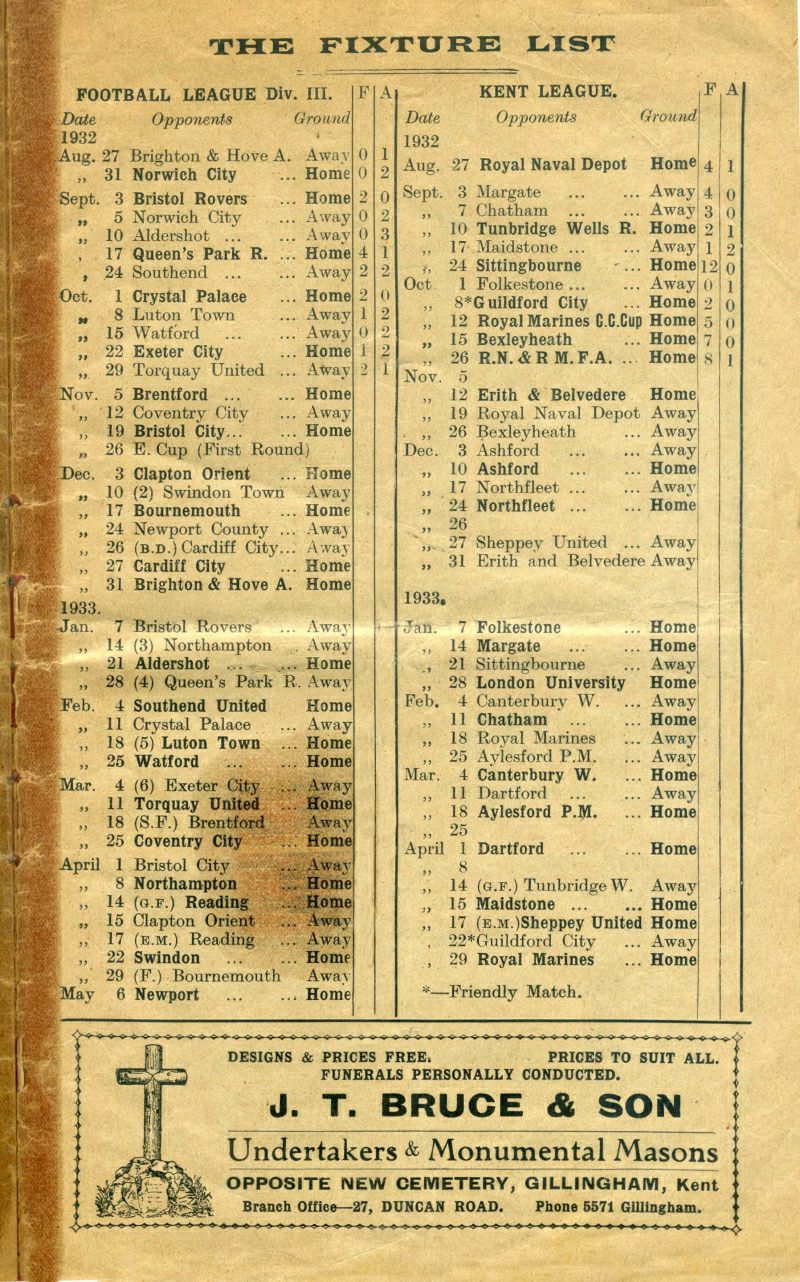 THE FIXTURE LIST
FOOTBALL LEAGUE Div. III. F A
Date Opponents Ground
1932
Aug. 27 Brighton & Hove A. Away 0 1
,, 31 Norwich City ... Home 0 2
Sept. 3 Bristol Rovers ... Home 2 0
,, 5 Norwich City ... Away 0 2
,, 10 Aldershot ... ... Away 0 3
, 17 Queen's Park R. ... Home 4 1
, 24 Southend ... ... Away 2 2
Oct. 1 Crystal Palace ... Home 2 0
,, 8 Luton Town ... Away 1 2
,, 15 Watford ... ... Away 0 2
,, 22 Exeter City ... Home 1 2
,, 29 Torquay United ... Away 2 1
Nov. 5 Brentford ... ... Home
,, 12 Coventry City ... Away
,, 19 Bristol City... ... Home
,, 26 E. Cup (First Round)
Dec. 3 Clapton Orient ... Home
,, 10 (2) Swindon Town Away
,, 17 Bournemouth ... Home
,, 24 Newport County ... Away
,, 26 (B.D.) Cardiff City... Away
,, 27 Cardiff City ... Home
,, 31 Brighton & Hove A. Home
1933.
Jan. 7 Bristol Rovers ... Away
,, 14 (3) Northampton .. Away
,, 21 Aldershot ... ... Home
,, 28 (4) Queen's Park R. Away
Feb. 4 Southend United Home
,, 11 Crystal Palace ... Away
,, 18 (5) Luton Town ... Home
,, 25 Watford ... ... Home
Mar. 4 (6) Exeter City ... Away
,, 11 Torquay United ... Home
,, 18 (S.F.) Brentford Away
,, 25 Coventry City ... Home
April 1 Bristol City ... Away
,, 8 Northampton ... Home
,, 14 (G.F.) Reading ... Home
,, 15 Clapton Orient ... Away
,, 17 (E.M.) Reading ... Away
,, 22 Swindon ... ... Home
,, 29 (F.) Bournemouth Away
May 6 Newport ... ... Home
KENT LEAGUE. F A
Date Opponents Ground
1932
Aug. 27 Royal Naval Depot Home 4 1
Sept. 3 Margate ... ... Away 4 0
,, 7 Chatham ... ... Away 3 0
,, 10 Tunbridge Wells R. Home 2 1
,, 17 Maidstone ... ... Away 1 2
,, 24 Sittingbourne ... Home 12 0
Oct 1 Folkestone ... ... Away 0 1
,, 8*Guildford City ... Home 2 0
,, 12 Royal Marines C.C.Cup Home 5 0
,, 15 Bexleyheath ... Home 7 0
,, 26 R.N. & R M.F.A. ... Home 8 1
Nov. 5
,, 12 Erith & Belvedere Home
,, 19 Royal Naval Depot Away
,, 26 Bexleyheath ... Away
Dec. 3 Ashford ... ... Away
,, 10 Ashford ... ... Home
,, 17 Northfleet ... ... Away
,, 24 Northfleet ... ... Home
,, 26
,, 27 Sheppey United ... Away
,, 31 Erith and Belvedere Away
1933.
Jan. 7 Folkestone ... Home
,, 14 Margate ... ... Home
,, 21 Sittingbourne ... Away
,, 28 London University Home
Feb. 4 Canterbury W. ... Away
,, 11 Chatham ... ... Home
,, 18 Royal Marines ... Away
,, 25 Aylesford P.M. ... Away
Mar. 4 Canterbury W. ... Home
,, 11 Dartford ... ... Away
,, 18 Aylesford P.M. ... Home
,, 25
April 1 Dartford ... ... Home
,, 8
,, 14 (G.F.) Tunbridge W. Away
,, 15 Maidstone ... ... Home
,, 17 (E.M.)Sheppey United Home
, 22*Guildford City ... Away
, 29 Royal Marines ... Home
*—Friendly Match.
DESIGNS & PRICES FREE. PRICES TO SUIT ALL.
FUNERALS PERSONALLY CONDUCTED.
J. T. BRUCE & SON
Undertakers & Monumental Masons
OPPOSITE NEW CEMETERY, GILLINGHAM, Kent
Branch Office—27, DUNCAN ROAD. Phone 5571 Gillingham.